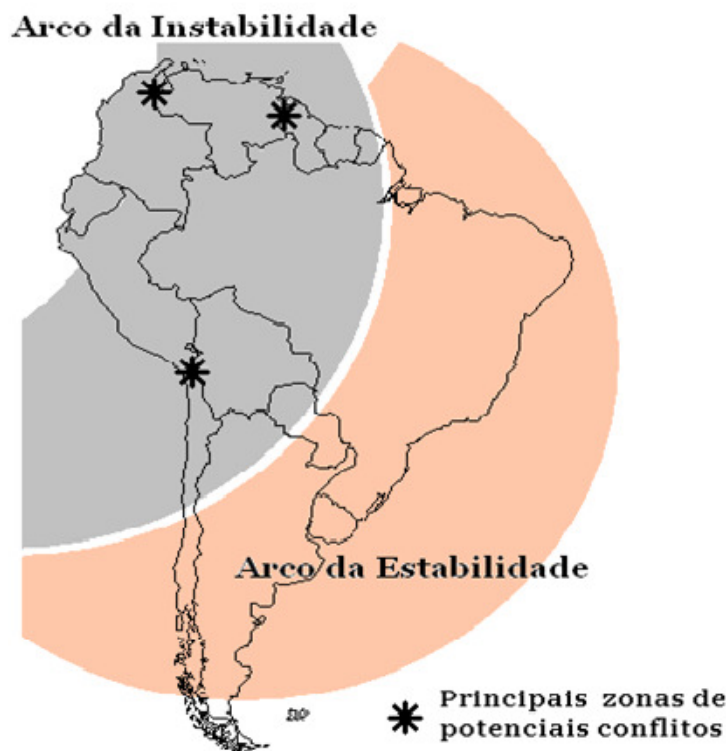 Arco da Instabilidade
Arco da Estabilidade
Principais zonas de
potenciais conflitos